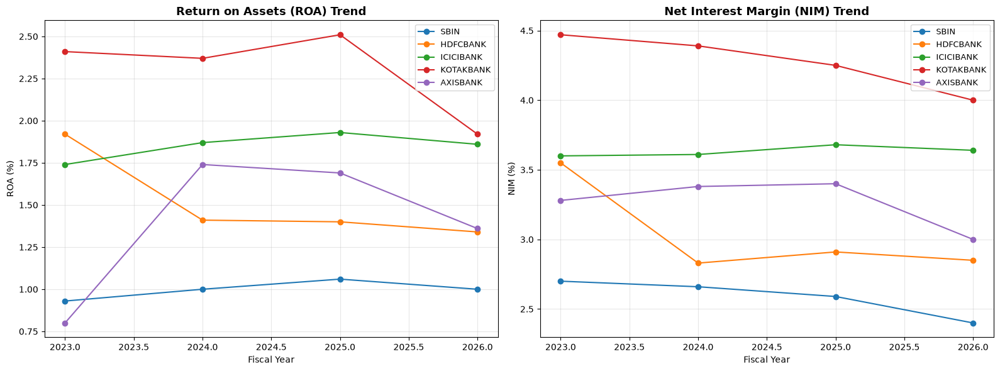 Return on Assets (ROA) Trend
ROA (%)
2.50
2.25
2.00
1.75
1.50
1.25
1.00
0.75
SBIN
HDFCBANK
ICICIBANK
KOTAKBANK
AXISBANK
2023.0 2023.5 2024.0 2024.5 2025.0 2025.5 2026.0
Fiscal Year
Net Interest Margin (NIM) Trend
NIM (%)
4.5
4.0
3.5
3.0
2.5
SBIN
HDFCBANK
ICICIBANK
KOTAKBANK
AXISBANK
2023.0 2023.5 2024.0 2024.5 2025.0 2025.5 2026.0
Fiscal Year